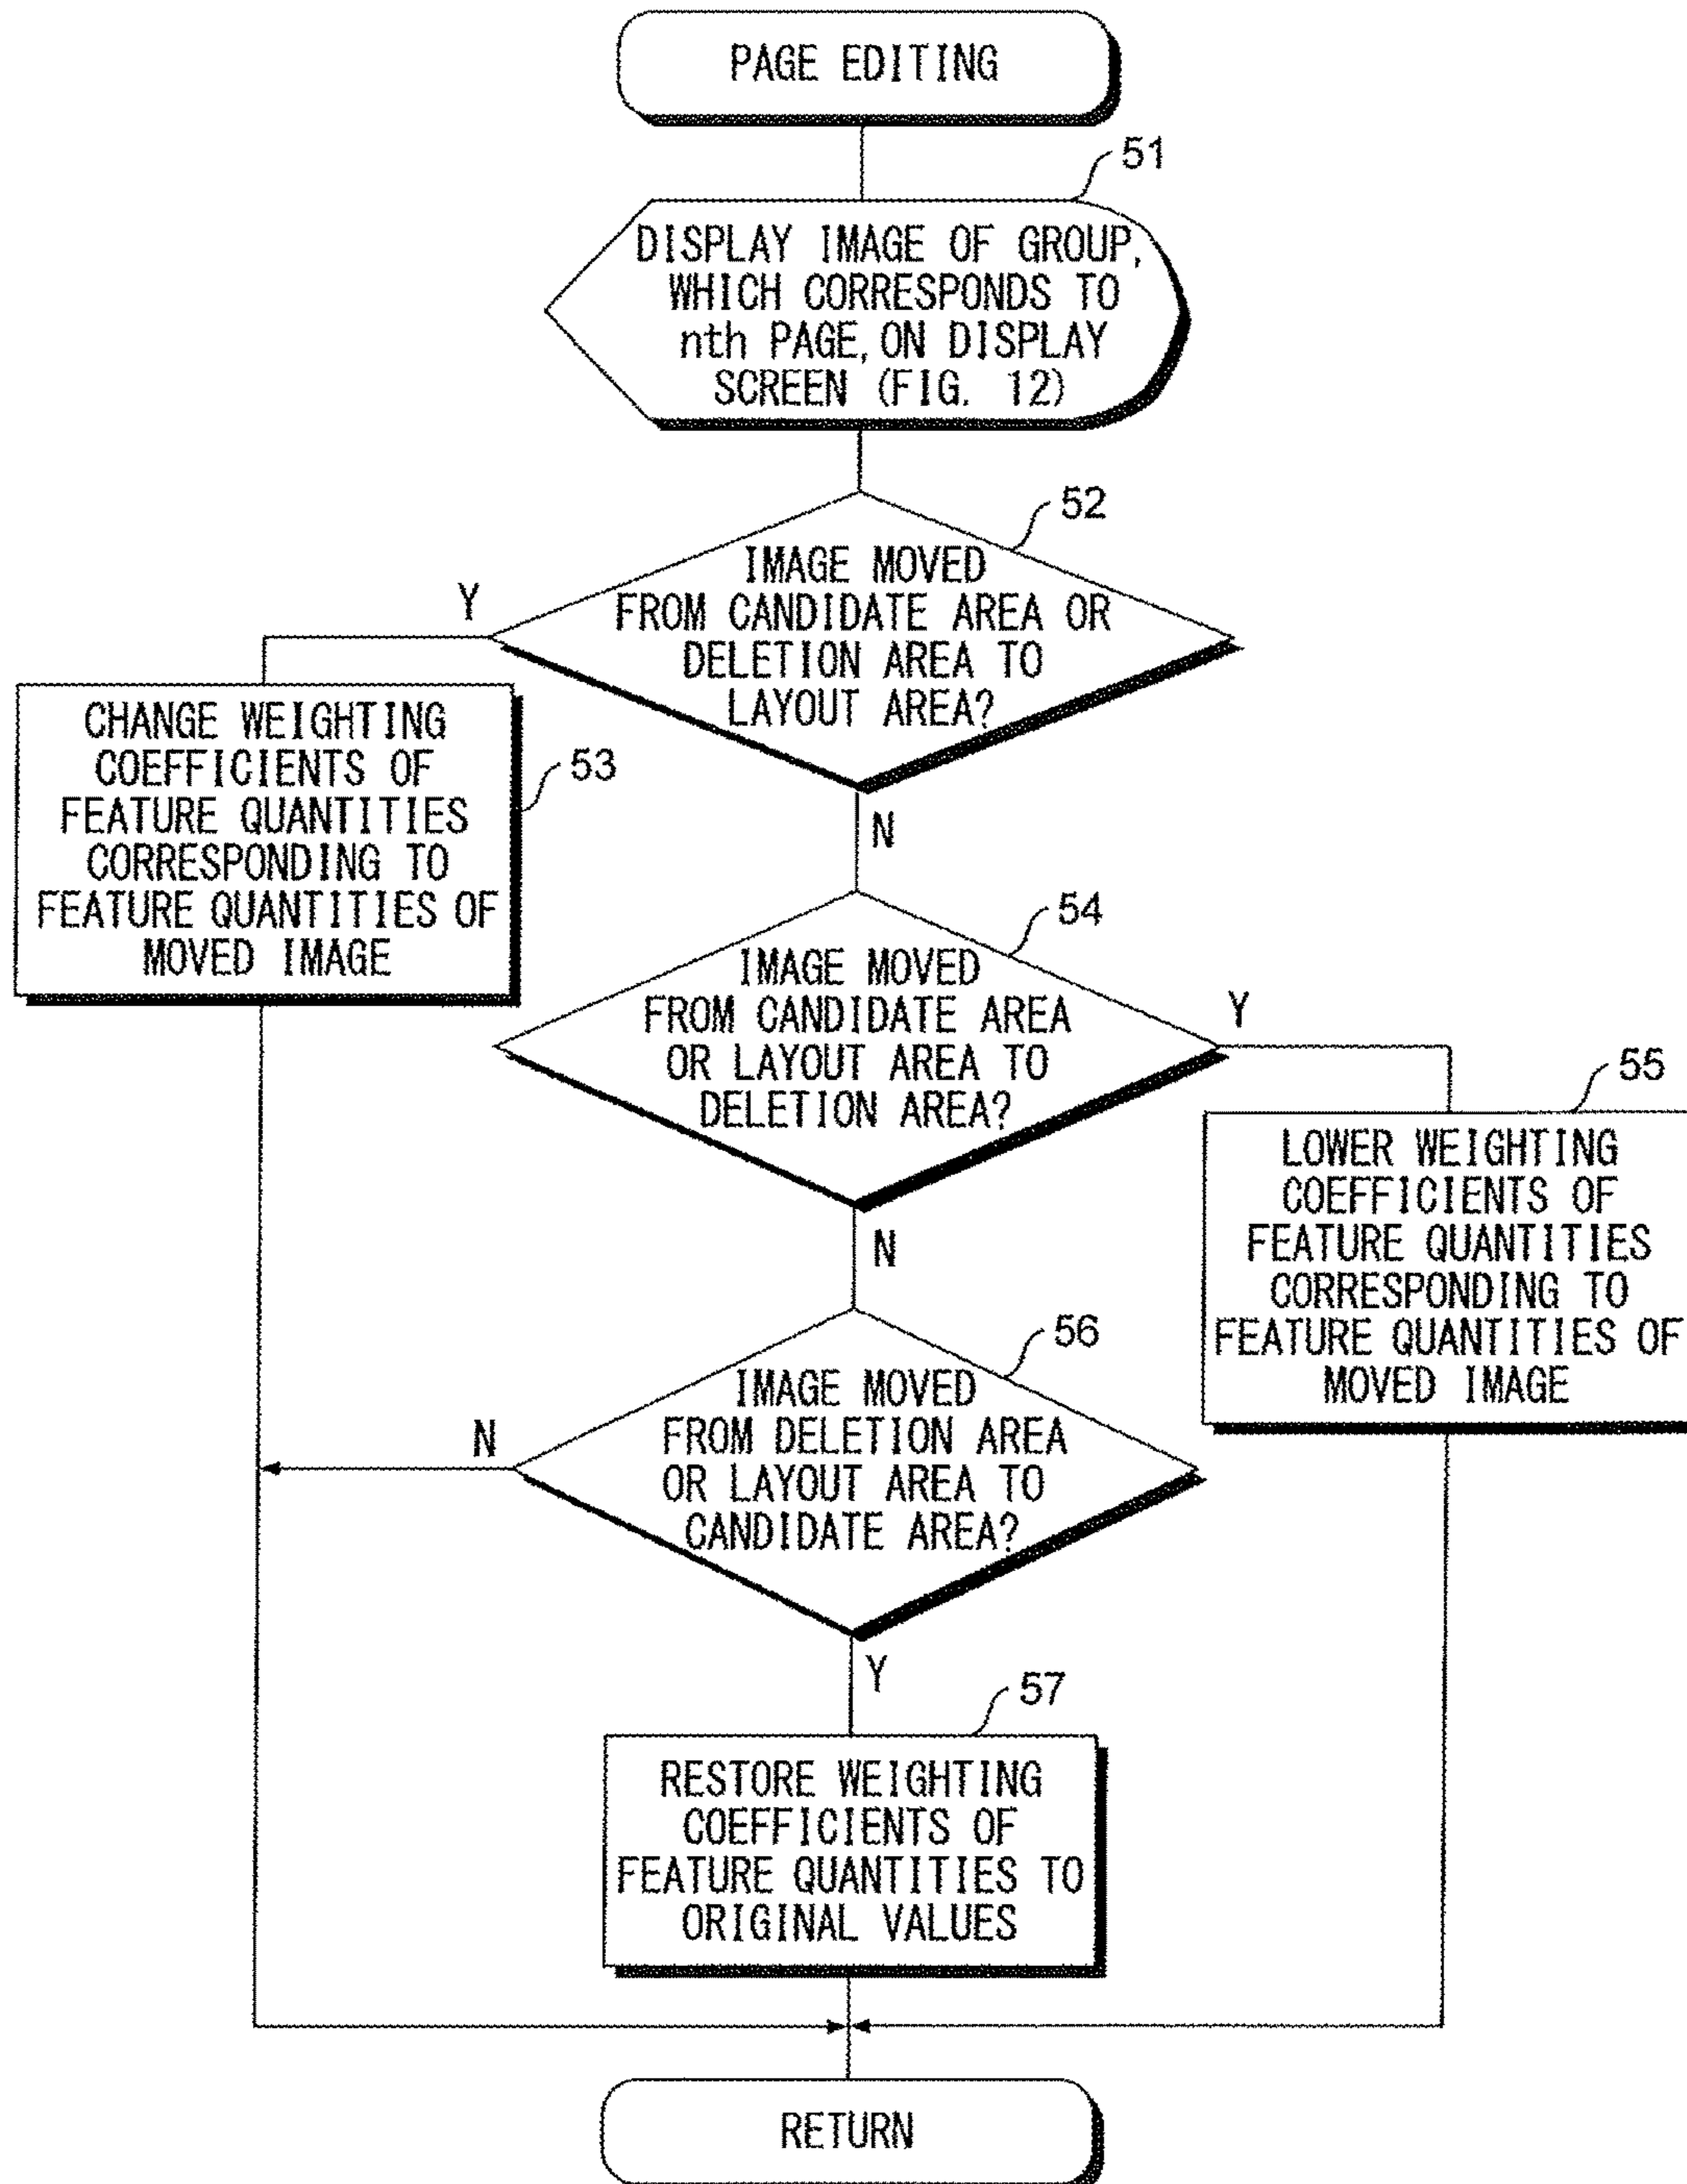 PAGE EDITING
51
DISPLAY IMAGE OF GROUP,
WHICH CORRESPONDS TO
nth PAGE, ON DISPLAY
SCREEN (FIG. 12)
52
IMAGE MOVED
FROM CANDIDATE AREA OR
DELETION AREA TO
LAYOUT AREA?
Y
N
53
CHANGE WEIGHTING
COEFFICIENTS OF
FEATURE QUANTITIES
CORRESPONDING TO
FEATURE QUANTITIES OF
MOVED IMAGE
54
IMAGE MOVED
FROM CANDIDATE AREA
OR LAYOUT AREA TO
DELETION AREA?
Y
N
55
LOWER WEIGHTING
COEFFICIENTS OF
FEATURE QUANTITIES
CORRESPONDING TO
FEATURE QUANTITIES OF
MOVED IMAGE
56
IMAGE MOVED
FROM DELETION AREA
OR LAYOUT AREA TO
CANDIDATE AREA?
N
Y
57
RESTORE WEIGHTING
COEFFICIENTS OF
FEATURE QUANTITIES TO
ORIGINAL VALUES
RETURN